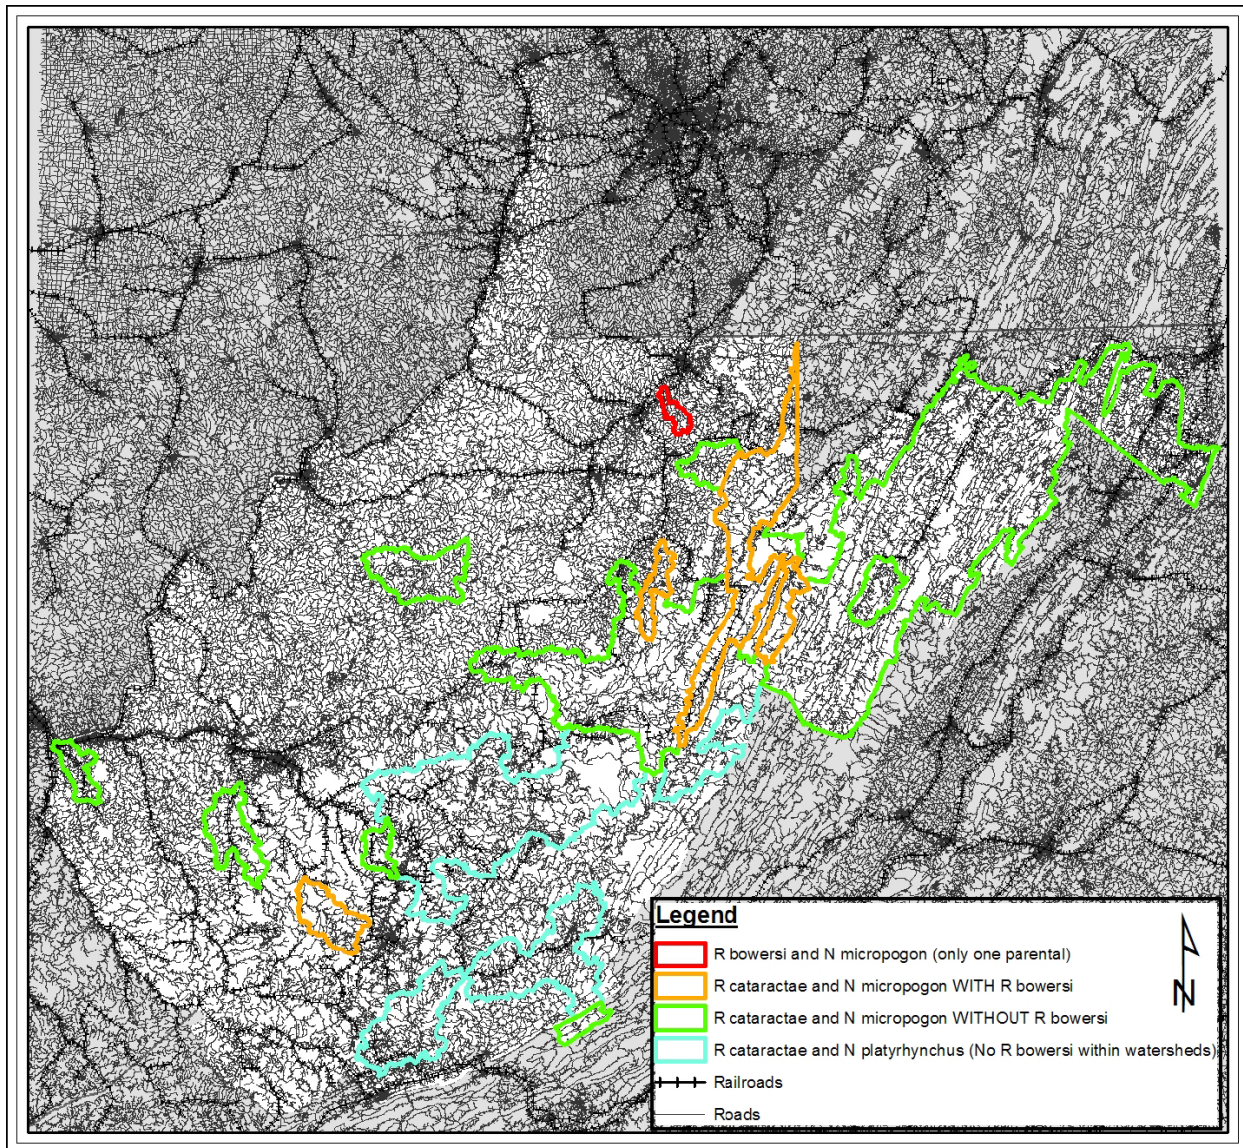 Legend
R bowersi and N micropogon (only one parental)
R cataractae and N micropogon WITH R bowersi
R cataractae and N micropogon WITHOUT R bowersi
R cataractae and N platyrhynchus (No R bowersi within watersheds)
Railroads
Roads
N